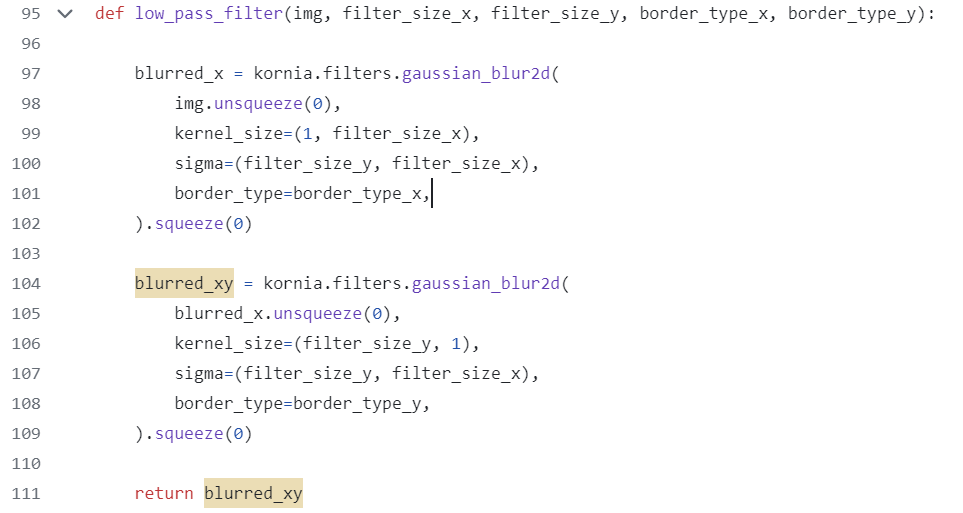 95 def low_pass_filter(img, filter_size_x, filter_size_y, border_type_x, border_type_y):
96
97 blurred_x = kornia.filters.gaussian_blur2d(
98 img.unsqueeze(0),
99 kernel_size=(1, filter_size_x),
100 sigma=(filter_size_y, filter_size_x),
101 border_type=border_type_x,
102 ).squeeze(0)
103
104 blurred_xy = kornia.filters.gaussian_blur2d(
105 blurred_x.unsqueeze(0),
106 kernel_size=(filter_size_y, 1),
107 sigma=(filter_size_y, filter_size_x),
108 border_type=border_type_y,
109 ).squeeze(0)
110
111 return blurred_xy